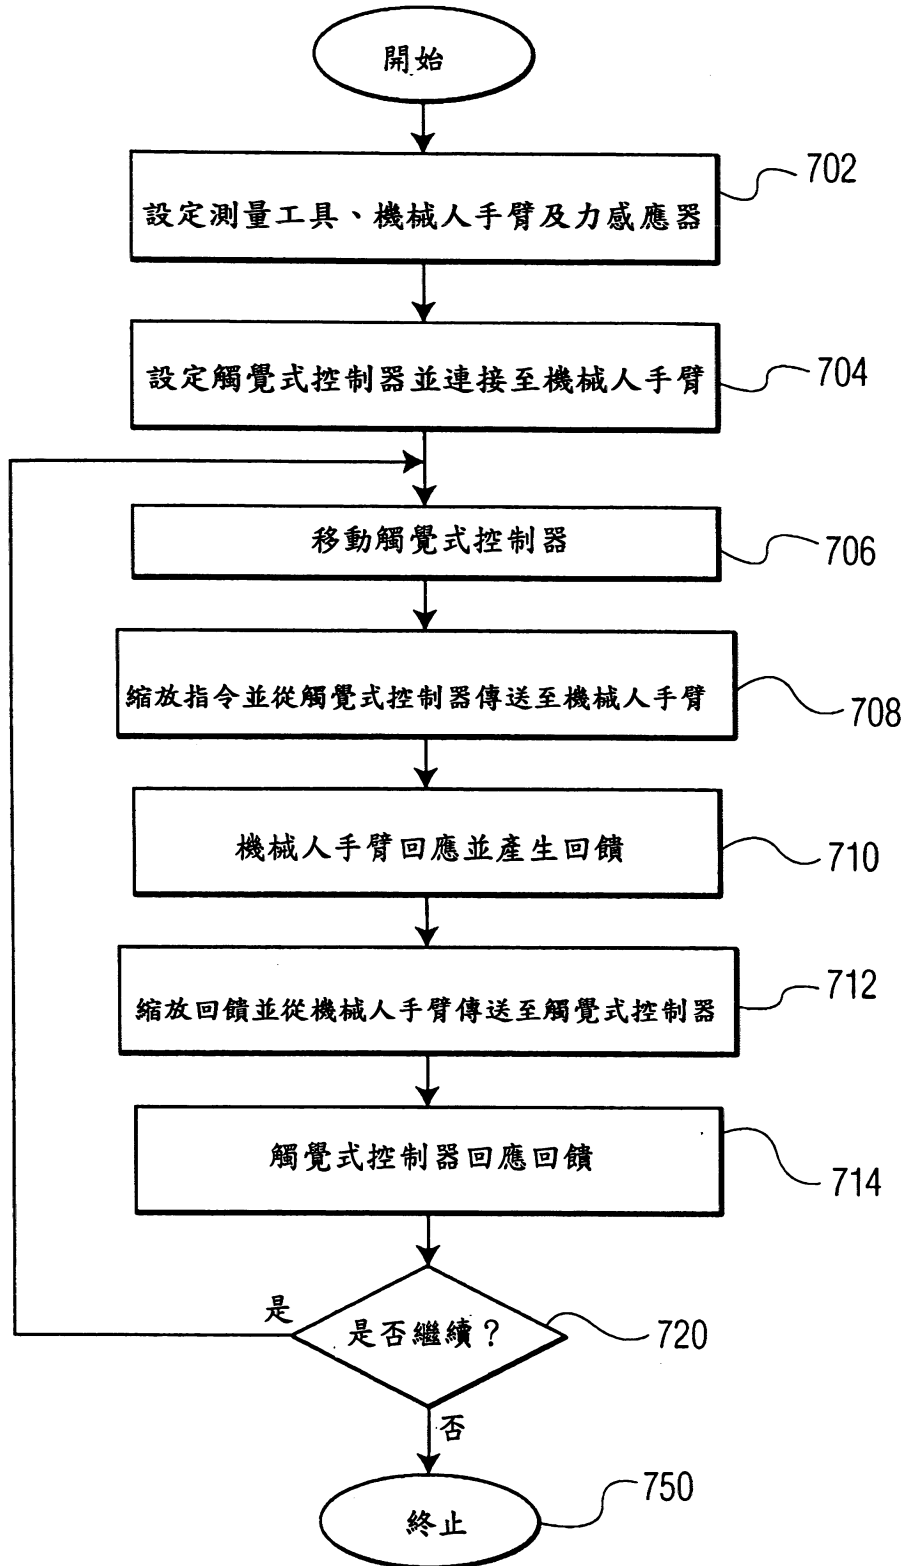 開始
設定測量工具、機械人手臂及力感應器
702
設定觸覺式控制器並連接至機械人手臂
704
移動觸覺式控制器
706
縮放指令並從觸覺式控制器傳送至機械人手臂
708
機械人手臂回應並產生回饋
710
縮放回饋並從機械人手臂傳送至觸覺式控制器
712
觸覺式控制器回應回饋
714
是
是否繼續？
720
否
750
終止